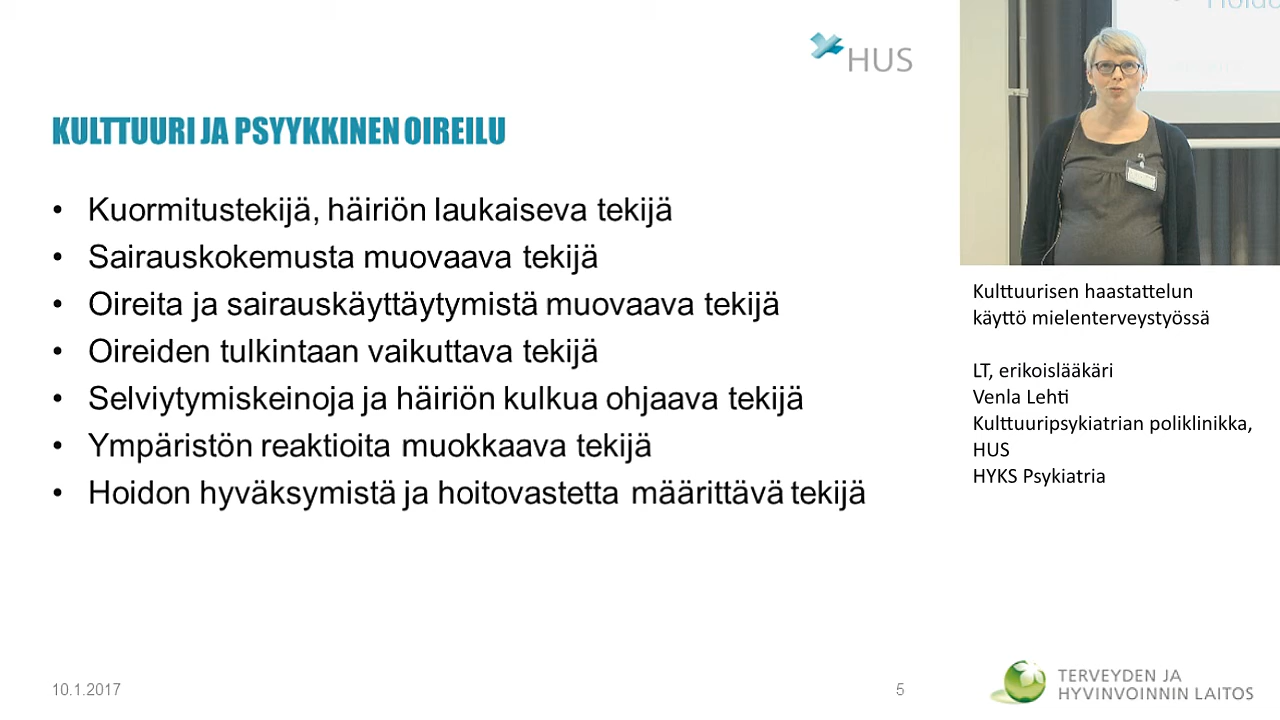 HUS
KULTTUURI JA PSYYKKINEN OIREILU
• Kuormitustekijä, häiriön laukaiseva tekijä
• Sairauskokemusta muovaava tekijä
• Oireita ja sairauskäyttäytymistä muovaava tekijä
• Oireiden tulkintaan vaikuttava tekijä
• Selviytymiskeinoja ja häiriön kulkua ohjaava tekijä
• Ympäristön reaktioita muokkaava tekijä
• Hoidon hyväksymistä ja hoitovastetta määrittävä tekijä
10.1.2017
5
Kulttuurisen haastattelun
käyttö mielenterveystyössä
LT, erikoislääkäri
Venla Lehti
Kulttuuripsykiatrian poliklinikka,
HUS
HYKS Psykiatria
TERVEYDEN JA
HYVINVOINNIN LAITOS